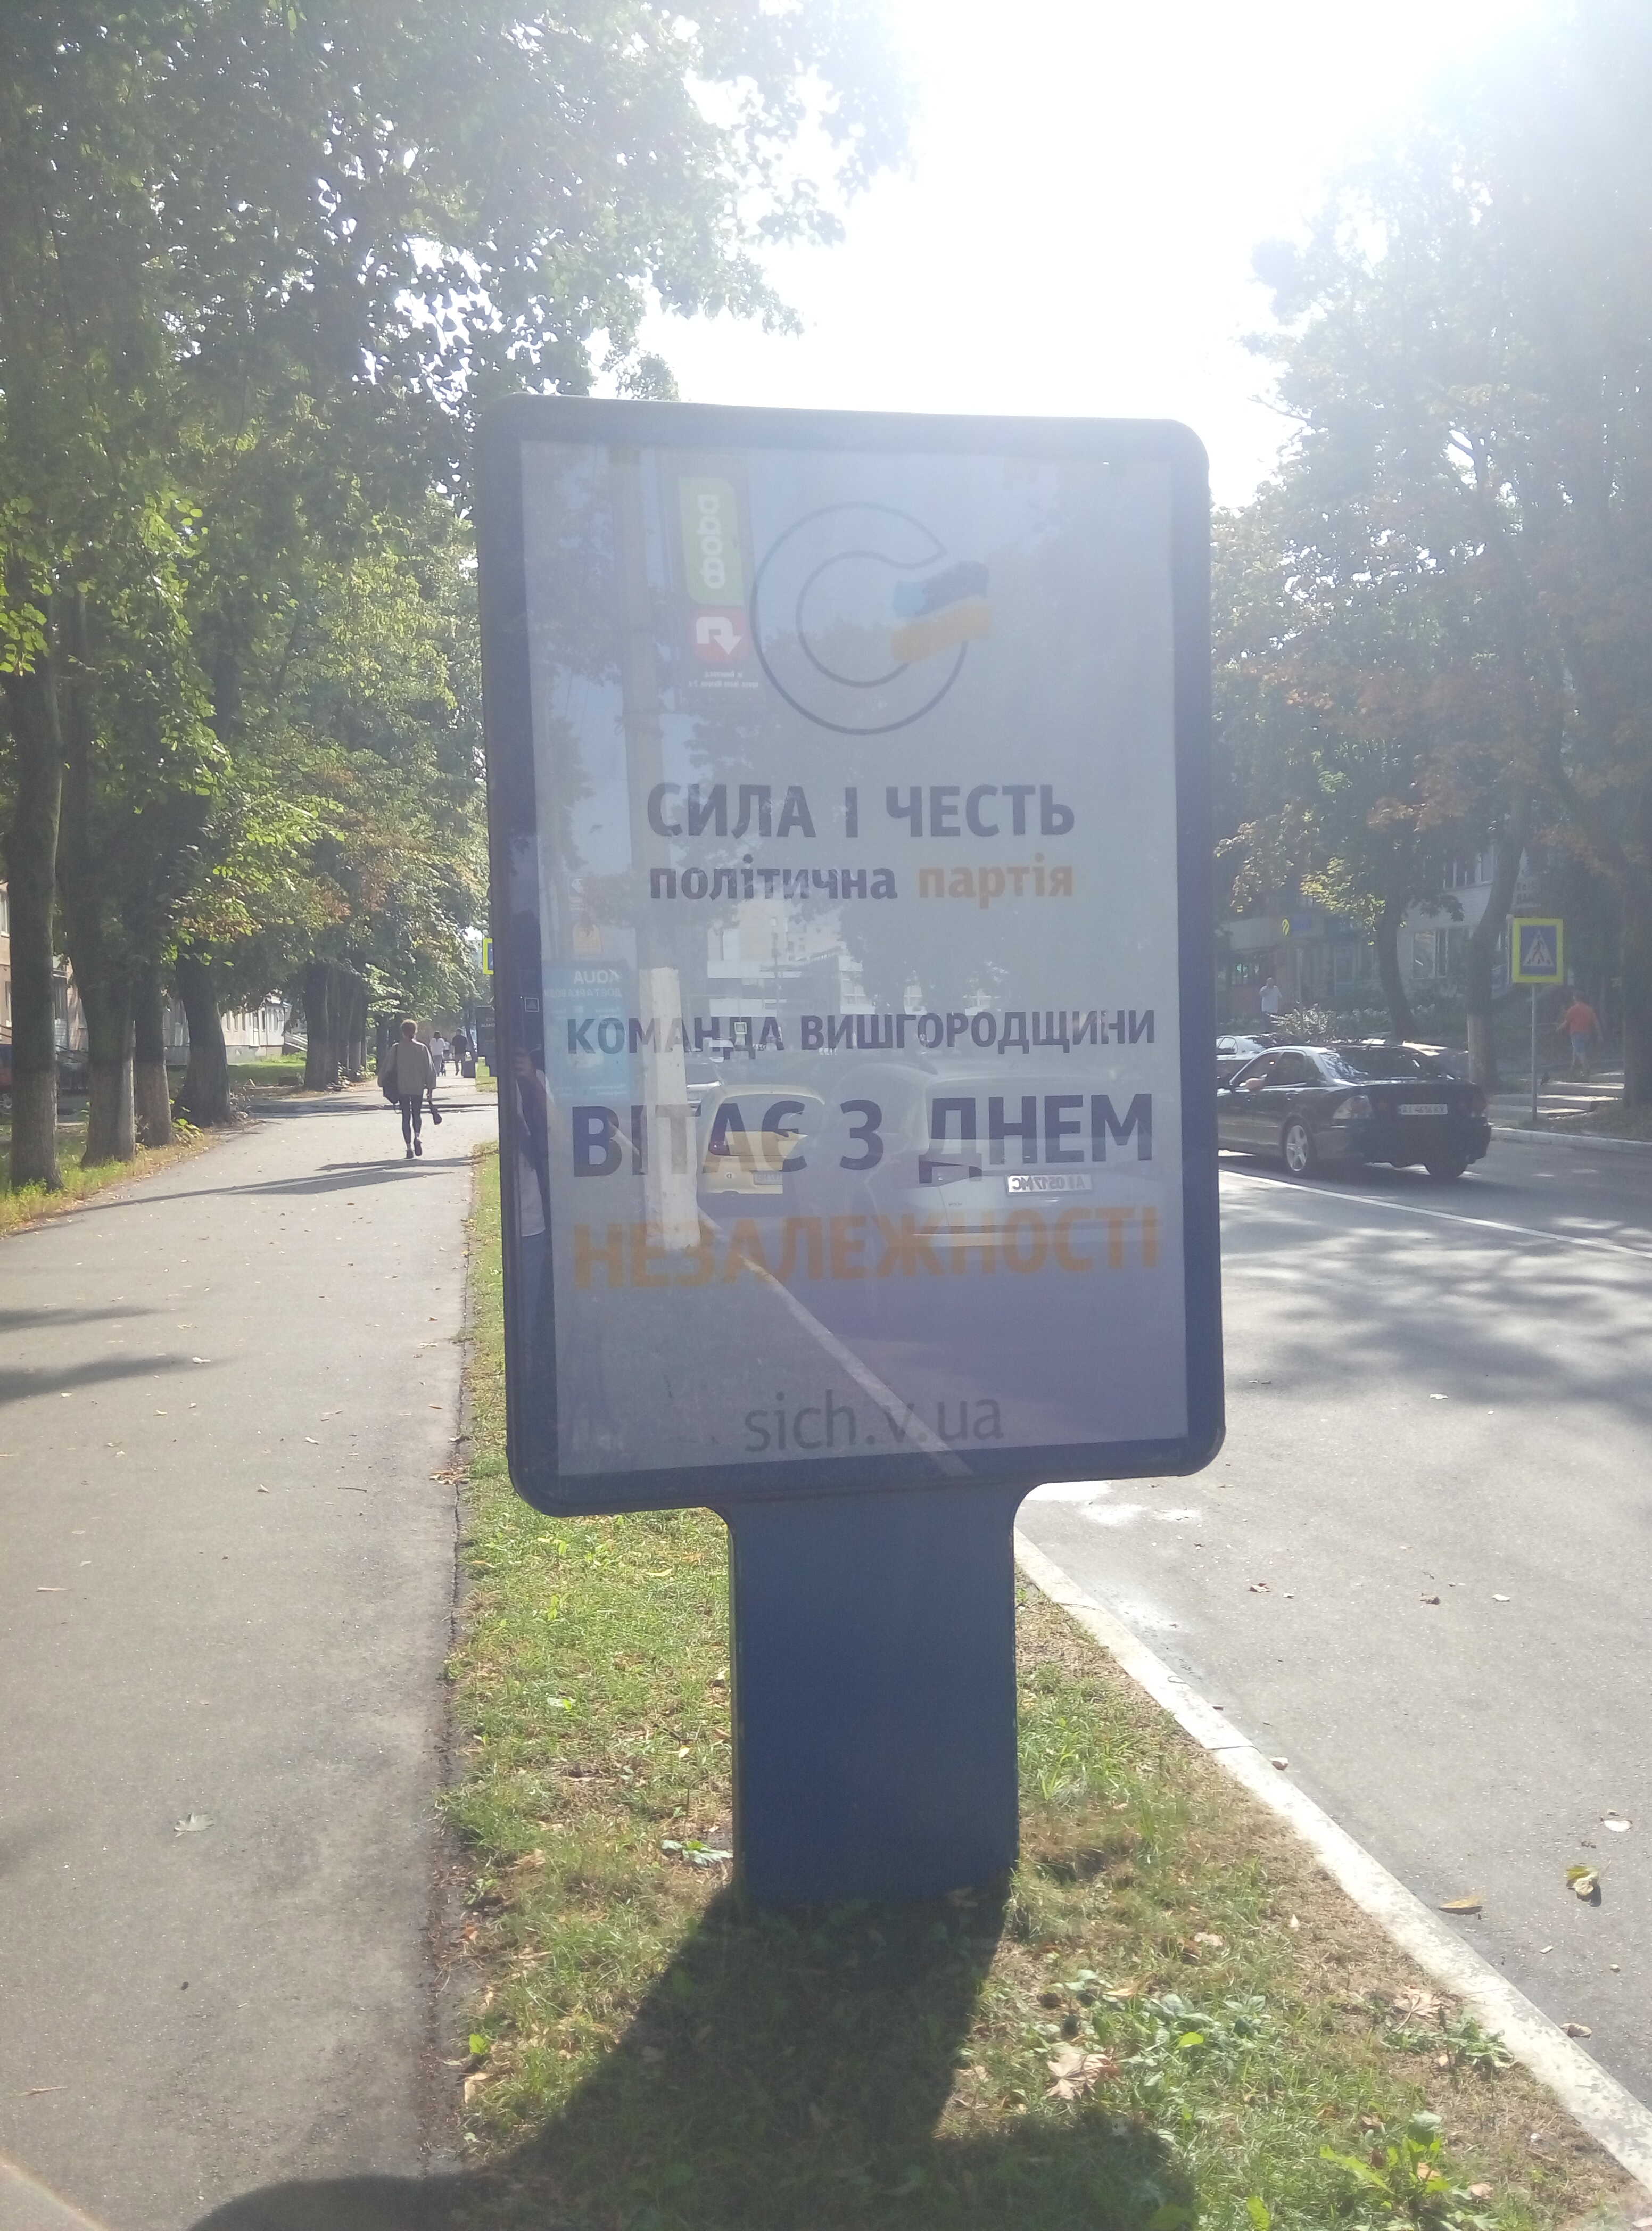 СИЛА І ЧЕСТЬ
політична партія
КОМАНДА ВИШГОРОДЩИНИ
ВІТАЄ З ДНЕМ
НЕЗАЛЕЖНОСТІ
sich.v.ua